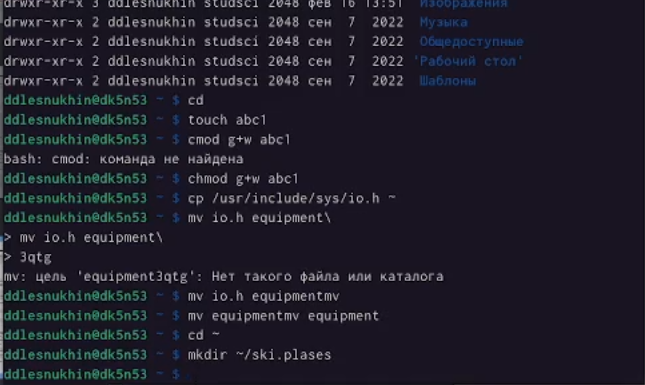 drwxr-xr-x 3 ddlesnukhin studsci 2048 фев 16 13:51 Изображения
drwxr-xr-x 2 ddlesnukhin studsci 2048 сен 7 2022 Музыка
drwxr-xr-x 2 ddlesnukhin studsci 2048 сен 7 2022 Общедоступные
drwxr-xr-x 2 ddlesnukhin studsci 2048 сен 7 2022 'Рабочий стол'
drwxr-xr-x 2 ddlesnukhin studsci 2048 сен 7 2022 Шаблоны
ddlesnukhin@dk5n53 ~ $ cd
ddlesnukhin@dk5n53 ~ $ touch abc1
ddlesnukhin@dk5n53 ~ $ cmod g+w abc1
bash: cmod: команда не найдена
ddlesnukhin@dk5n53 ~ $ chmod g+w abc1
ddlesnukhin@dk5n53 ~ $ cp /usr/include/sys/io.h ~
ddlesnukhin@dk5n53 ~ $ mv io.h equipment\
> mv io.h equipment\
> 3qtg
mv: цель 'equipment3qtg': Нет такого файла или каталога
ddlesnukhin@dk5n53 ~ $ mv io.h equipmentmv
ddlesnukhin@dk5n53 ~ $ mv equipmentmv equipment
ddlesnukhin@dk5n53 ~ $ cd ~
ddlesnukhin@dk5n53 ~ $ mkdir ~/ski.plases
ddlesnukhin@dk5n53 ~ $